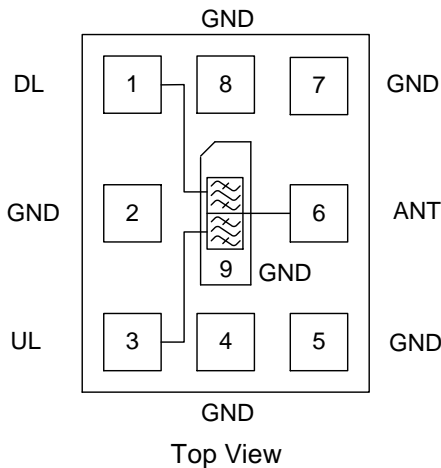 GND
DL 1 8 7 GND
GND 2 6 ANT
9 GND
UL 3 4 5 GND
GND
Top View